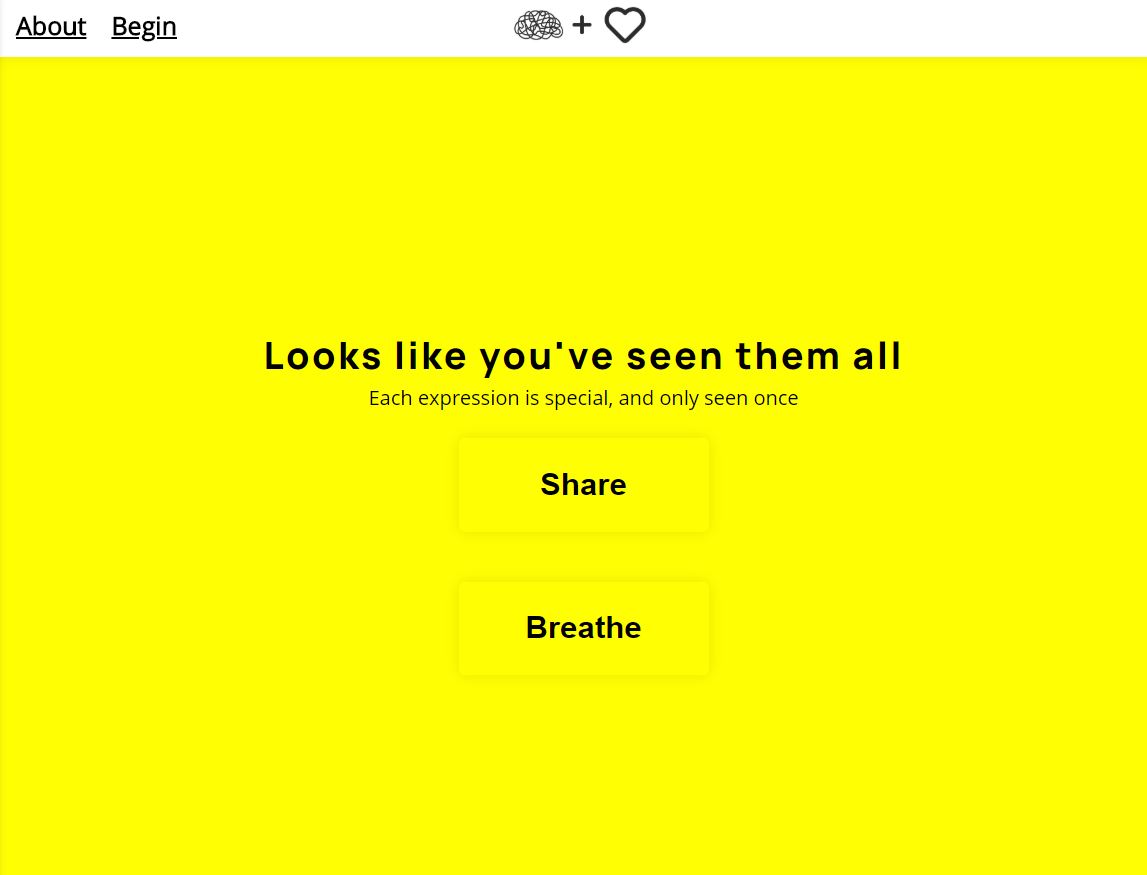 About Begin
Looks like you've seen them all
Each expression is special, and only seen once
Share
Breathe